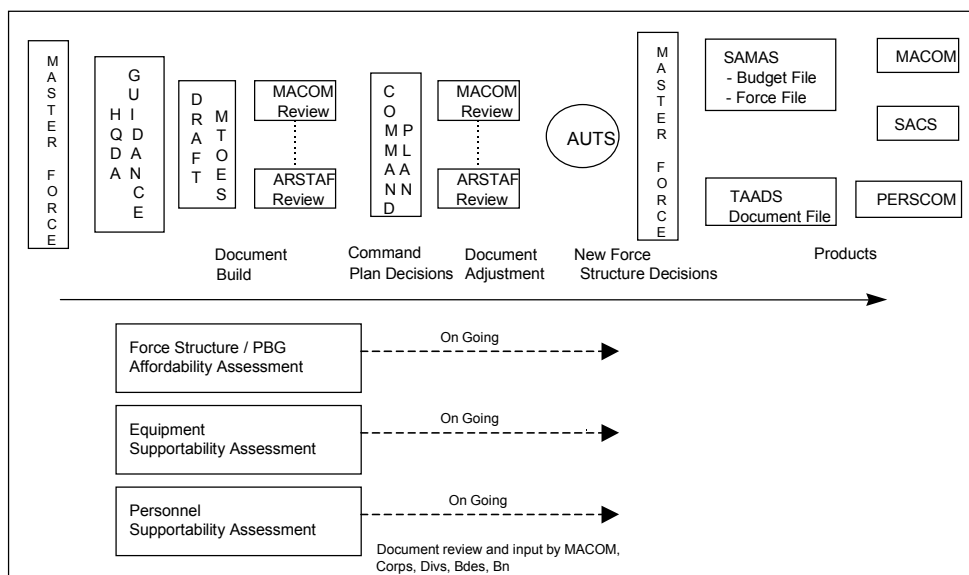 MASTER FORCE
HQDA GUIDANCE
DRAFT MTOES
MACOM
Review
ARSTAF
Review
COMMAND PLAN
MACOM
Review
ARSTAF
Review
AUTS
MASTER FORCE
SAMAS
- Budget File
- Force File
TAADS
Document File
MACOM
SACS
PERSCOM
Document
Build
Command
Plan Decisions
Document
Adjustment
New Force
Structure Decisions
Products
Force Structure / PBG
Affordability Assessment
On Going
Equipment
Supportability Assessment
On Going
Personnel
Supportability Assessment
On Going
Document review and input by MACOM,
Corps, Divs, Bdes, Bn